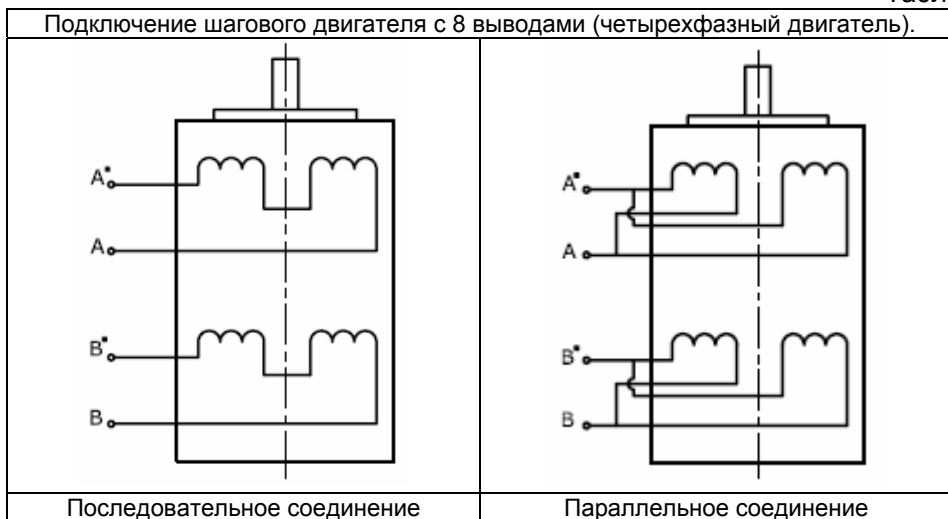 Подключение шагового двигателя с 8 выводами (четырехфазный двигатель).
A▪
A
B▪
B
A▪
A
B▪
B
Последовательное соединение
Параллельное соединение